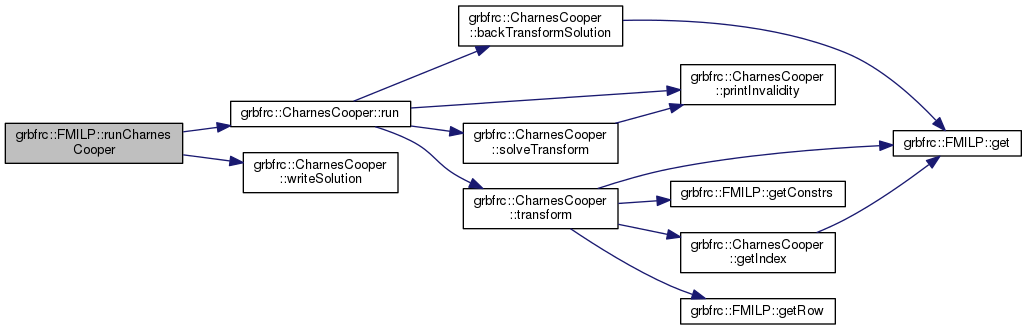 grbfrc::FMILP::runCharnes
Cooper
grbfrc::CharnesCooper::run
grbfrc::CharnesCooper
::writeSolution
grbfrc::CharnesCooper
::backTransformSolution
grbfrc::CharnesCooper
::solveTransform
grbfrc::CharnesCooper
::transform
grbfrc::CharnesCooper
::printInvalidity
grbfrc::FMILP::getConstrs
grbfrc::CharnesCooper
::getIndex
grbfrc::FMILP::getRow
grbfrc::FMILP::get